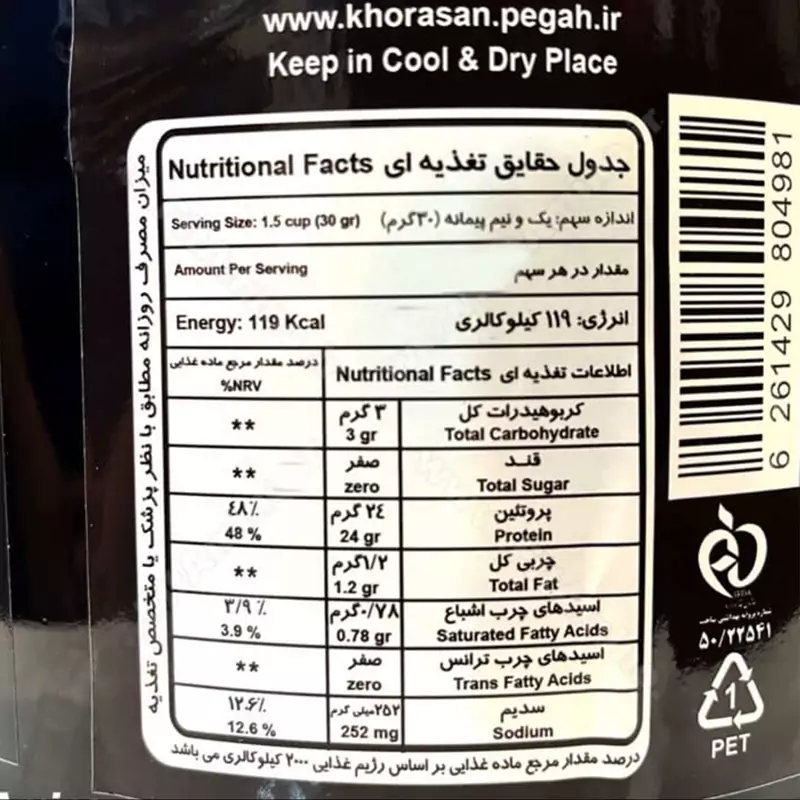 www.khorasan.pegah.ir
Keep in Cool & Dry Place
جدول حقایق تغذیه ای Nutritional Facts
اندازه سهم: یک و نیم پیمانه (۳۰گرم) Serving Size: 1.5 cup (30 gr)
مقدار در هر سهم Amount Per Serving
انرژی: ۱۱۹ کیلوکالری Energy: 119 Kcal
اطلاعات تغذیه ای Nutritional Facts
درصد مقدار مرجع ماده غذایی
%NRV
کربوهیدرات کل ۳ گرم **
Total Carbohydrate 3 gr
قند صفر **
Total Sugar zero
پروتئین ۲٤ گرم ٤۸٪
Protein 24 gr 48 %
چربی کل ۱/۲گرم **
Total Fat 1.2 gr
اسیدهای چرب اشباع ۰/۷۸گرم ۳/۹ ٪
Saturated Fatty Acids 0.78 gr 3.9 %
اسیدهای چرب ترانس صفر **
Trans Fatty Acids zero
سدیم ۲۵۲میلی گرم ۱۲.۶٪
Sodium 252 mg 12.6 %
درصد مقدار مرجع ماده غذایی بر اساس رژیم غذایی ۲۰۰۰ کیلوکالری می باشد
میزان مصرف روزانه مطابق با نظر پزشک یا متخصص تغذیه
6 261429 804981
شماره پروانه بهداشتی ساخت
۵۰/۲۲۵۴۱
1
PET